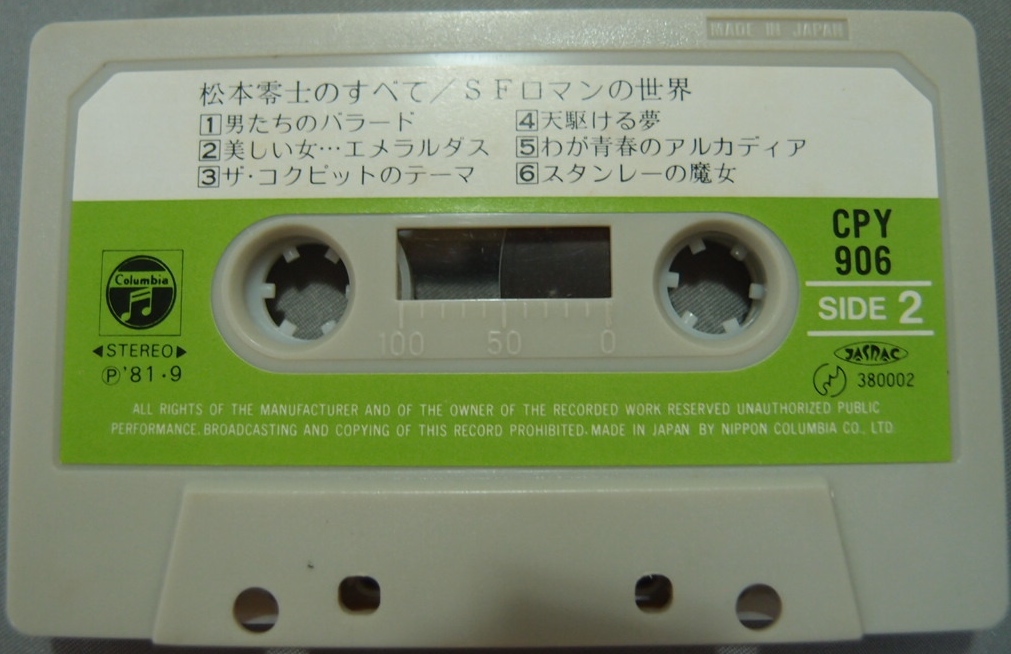 MADE IN JAPAN
松本零士のすべて/SFロマンの世界
1 男たちのバラード
2 美しい女…エメラルダス
3 ザ・コクピットのテーマ
4 天駆ける夢
5 わが青春のアルカディア
6 スタンレーの魔女
CPY
906
SIDE 2
Columbia
◀STEREO▶
Ⓟ'81・9
100 50 0
JASRAC
380002
ALL RIGHTS OF THE MANUFACTURER AND OF THE OWNER OF THE RECORDED WORK RESERVED UNAUTHORIZED PUBLIC
PERFORMANCE. BROADCASTING AND COPYING OF THIS RECORD PROHIBITED-MADE IN JAPAN BY NIPPON COLUMBIA CO., LTD.